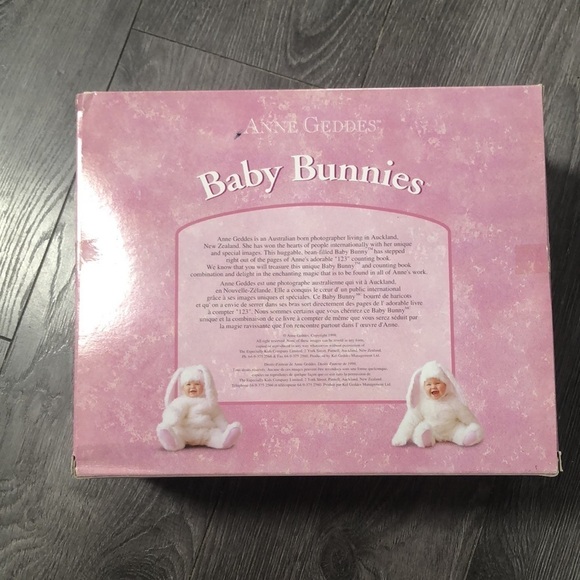 ANNE GEDDES™
Baby Bunnies
Anne Geddes is an Australian born photographer living in Auckland,
New Zealand. She has won the hearts of people internationally with her unique
and special images. This huggable, bean-filled Baby Bunny™ has stepped
right out of the pages of Anne's adorable "123" counting book.
We know that you will treasure this unique Baby Bunny™ and counting book
combination and delight in the enchanting magic that is to be found in all of Anne's work.
Anne Geddes est une photographe australienne qui vit à Auckland,
en Nouvelle-Zélande. Elle a conquis le cœur d' un public international
grâce à ses images uniques et spéciales. Ce Baby Bunny™ bourré de haricots
et qu' on a envie de serrer dans ses bras sort directement des pages de l' adorable livre
à compter "123". Nous sommes certains que vous chérirez ce Baby Bunny™
unique et la combinaison de ce livre à compter de même que vous serez séduit par
la magie ravissante que l'on rencontre partout dans l' œuvre d'Anne.
© Anne Geddes, Copyright 1998.